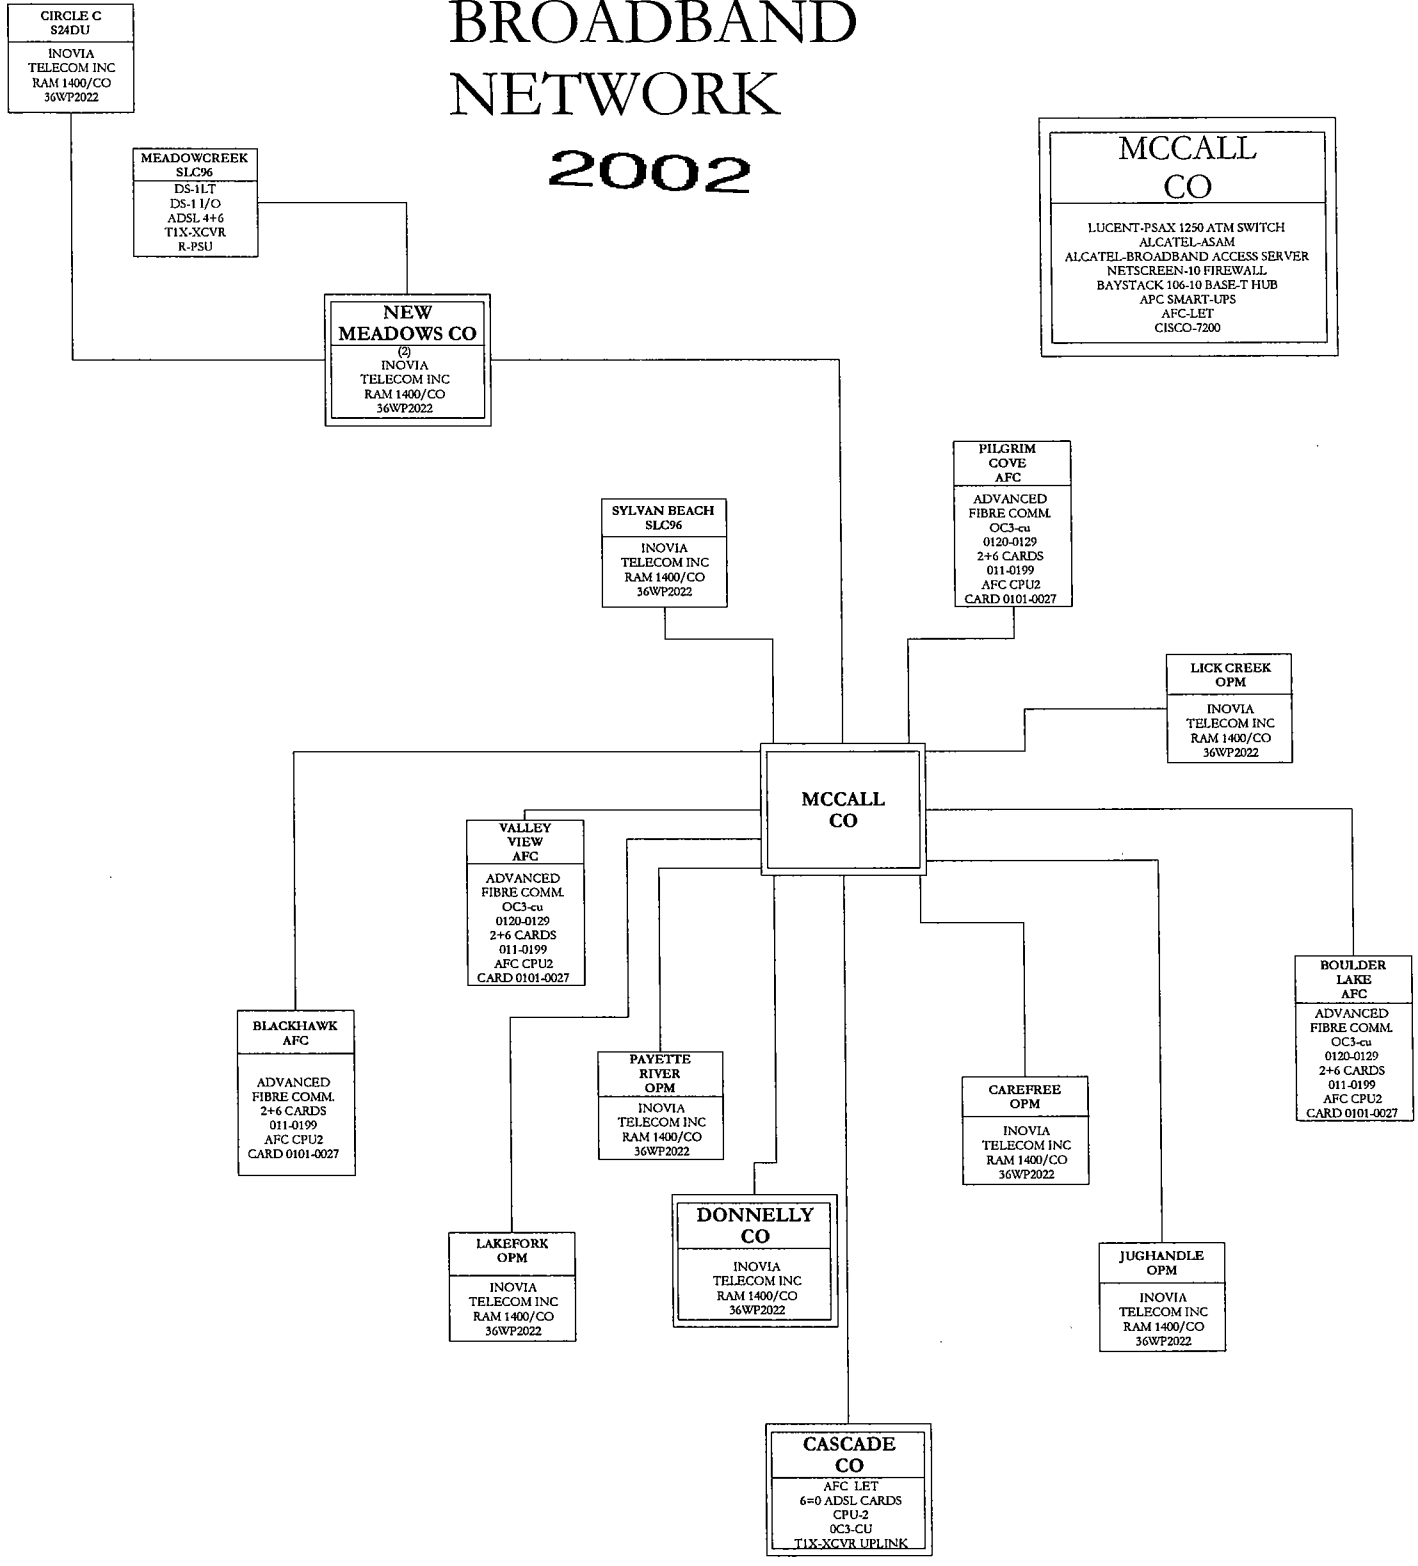 BROADBAND
NETWORK
2002
CIRCLE C
S24DU
INOVIA
TELECOM INC
RAM 1400/CO
36WP2022
MEADOWCREEK
SLC96
DS-1LT
DS-1 I/O
ADSL 4+6
T1X-XCVR
R-PSU
NEW
MEADOWS CO
(2)
INOVIA
TELECOM INC
RAM 1400/CO
36WP2022
MCCALL
CO
LUCENT-PSAX 1250 ATM SWITCH
ALCATEL-ASAM
ALCATEL-BROADBAND ACCESS SERVER
NETSCREEN-10 FIREWALL
BAYSTACK 106-10 BASE-T HUB
APC SMART-UPS
AFC-LET
CISCO-7200
SYLVAN BEACH
SLC96
INOVIA
TELECOM INC
RAM 1400/CO
36WP2022
PILGRIM
COVE
AFC
ADVANCED
FIBRE COMM.
OC3-cu
0120-0129
2+6 CARDS
011-0199
AFC CPU2
CARD 0101-0027
LICK CREEK
OPM
INOVIA
TELECOM INC
RAM 1400/CO
36WP2022
MCCALL
CO
VALLEY
VIEW
AFC
ADVANCED
FIBRE COMM.
OC3-cu
0120-0129
2+6 CARDS
011-0199
AFC CPU2
CARD 0101-0027
BLACKHAWK
AFC
ADVANCED
FIBRE COMM.
2+6 CARDS
011-0199
AFC CPU2
CARD 0101-0027
PAYETTE
RIVER
OPM
INOVIA
TELECOM INC
RAM 1400/CO
36WP2022
CAREFREE
OPM
INOVIA
TELECOM INC
RAM 1400/CO
36WP2022
BOULDER
LAKE
AFC
ADVANCED
FIBRE COMM.
OC3-cu
0120-0129
2+6 CARDS
011-0199
AFC CPU2
CARD 0101-0027
LAKEFORK
OPM
INOVIA
TELECOM INC
RAM 1400/CO
36WP2022
DONNELLY
CO
INOVIA
TELECOM INC
RAM 1400/CO
36WP2022
JUGHANDLE
OPM
INOVIA
TELECOM INC
RAM 1400/CO
36WP2022
CASCADE
CO
AFC LET
6=0 ADSL CARDS
CPU-2
0C3-CU
T1X-XCVR UPLINK